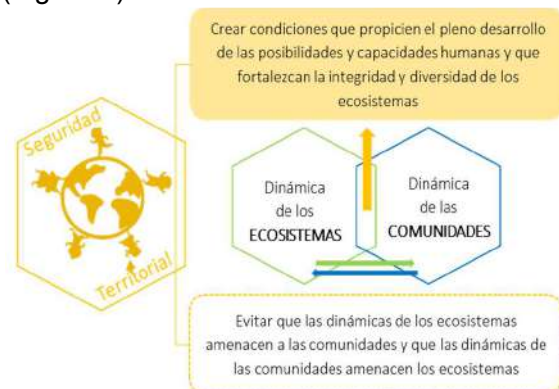 Crear condiciones que propicien el pleno desarrollo
de las posibilidades y capacidades humanas y que
fortalezcan la integridad y diversidad de los
ecosistemas
Seguridad
Territorial
Dinámica
de los
ECOSISTEMAS
Dinámica
de las
COMUNIDADES
Evitar que las dinámicas de los ecosistemas
amenacen a las comunidades y que las dinámicas de
las comunidades amenacen los ecosistemas